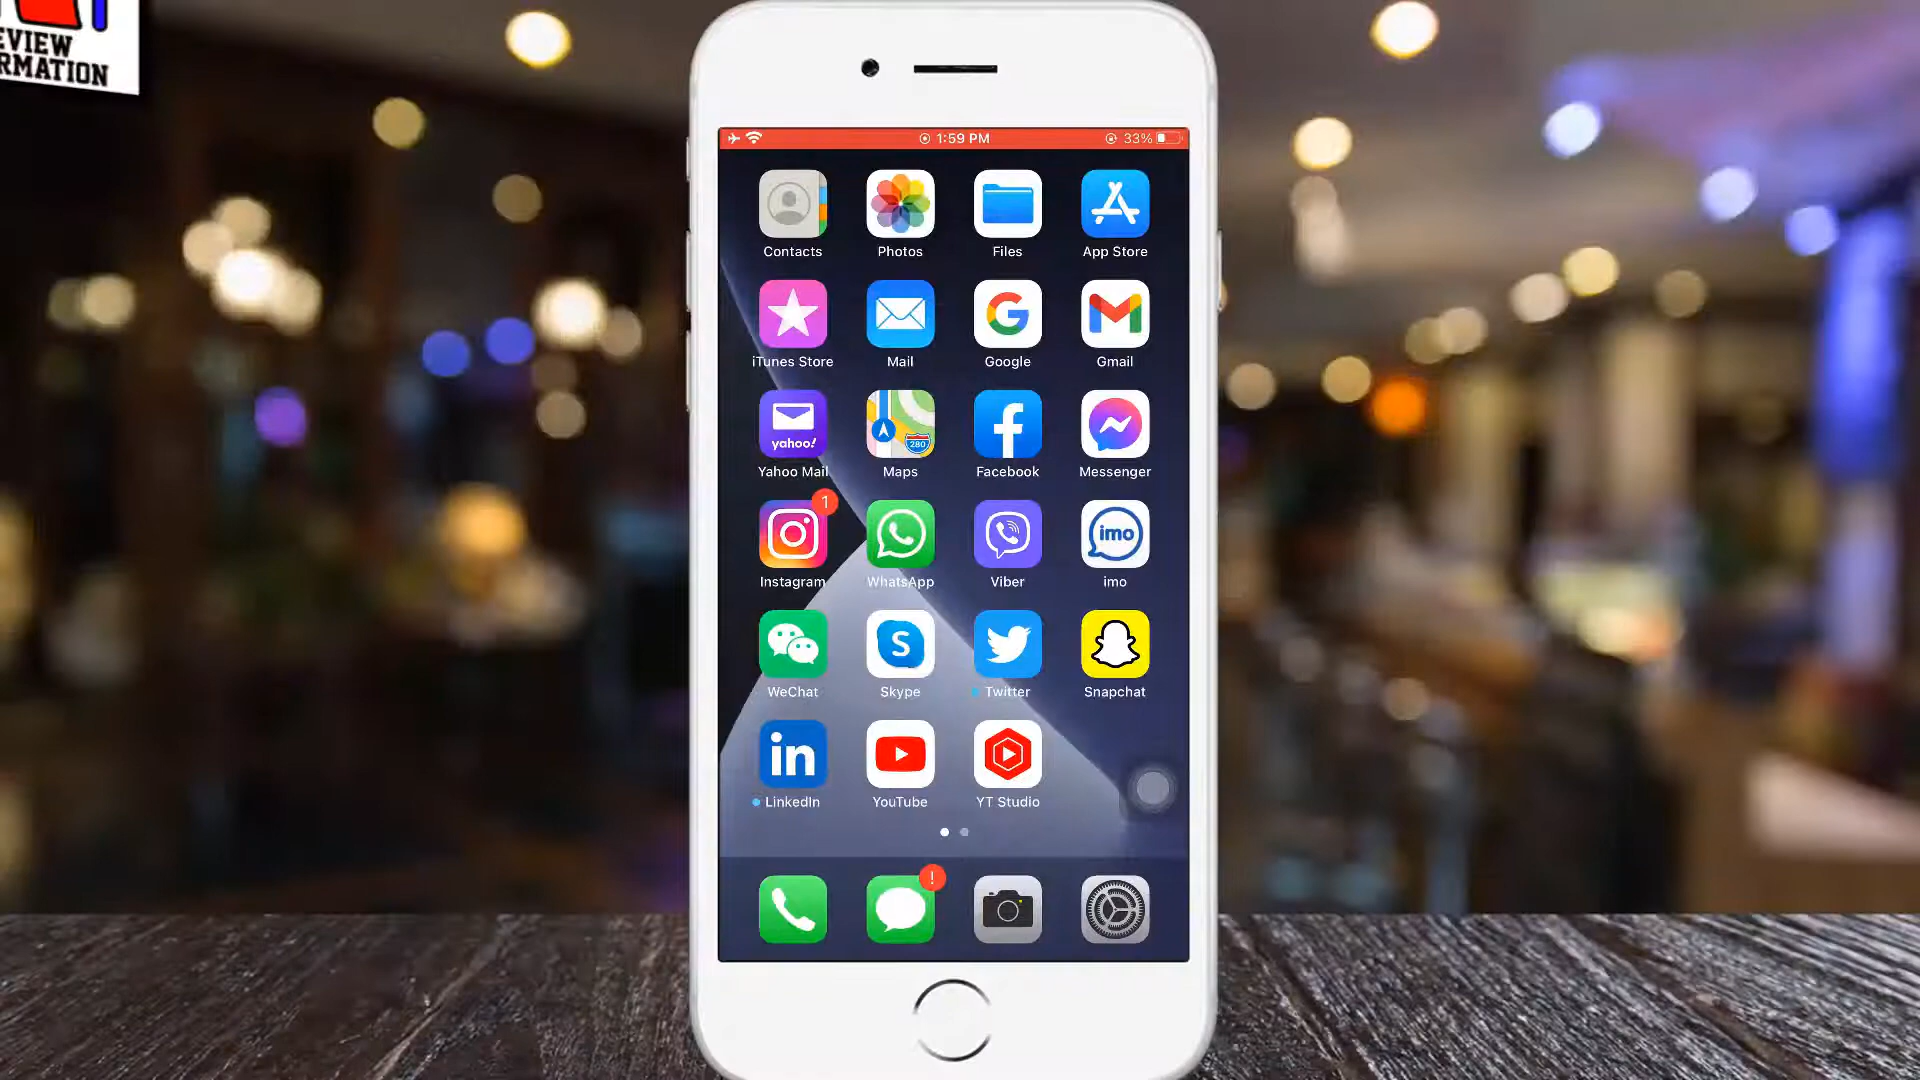 EVIEW
RMATION
1:59 PM
33%
Contacts
Photos
Files
App Store
iTunes Store
Mail
Google
Gmail
yahoo!
280
Yahoo Mail
Maps
Facebook
Messenger
1
imo
Instagram
WhatsApp
Viber
imo
S
WeChat
Skype
Twitter
Snapchat
in
LinkedIn
YouTube
YT Studio
!